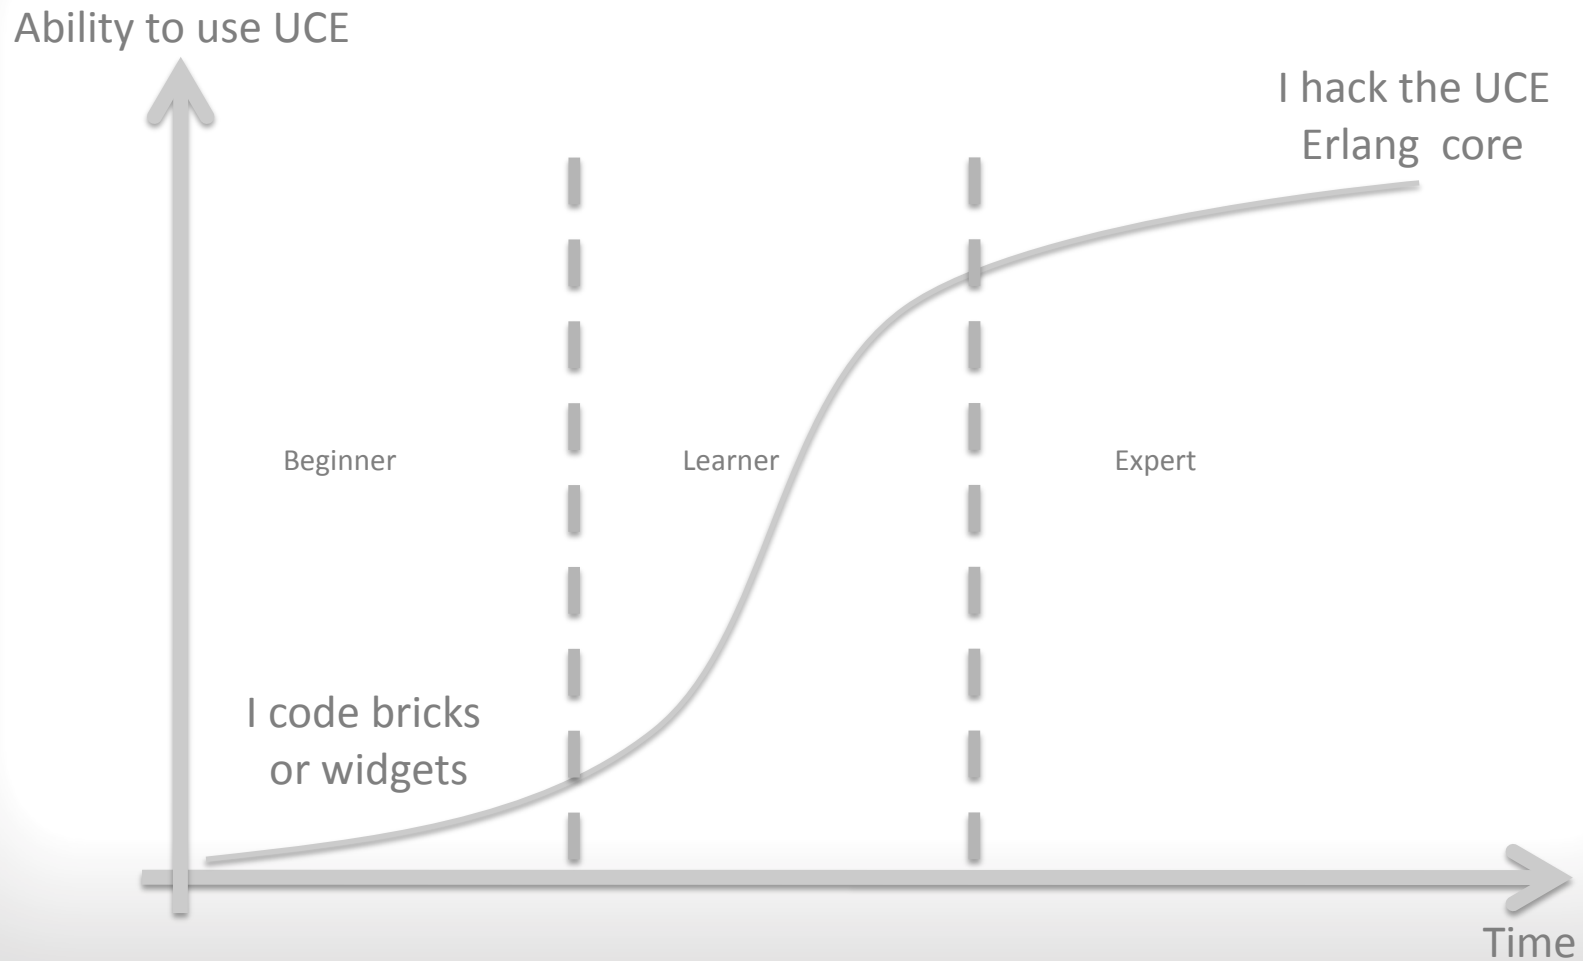 Ability to use UCE
I hack the UCE
Erlang core
Beginner
Learner
Expert
I code bricks
or widgets
Time